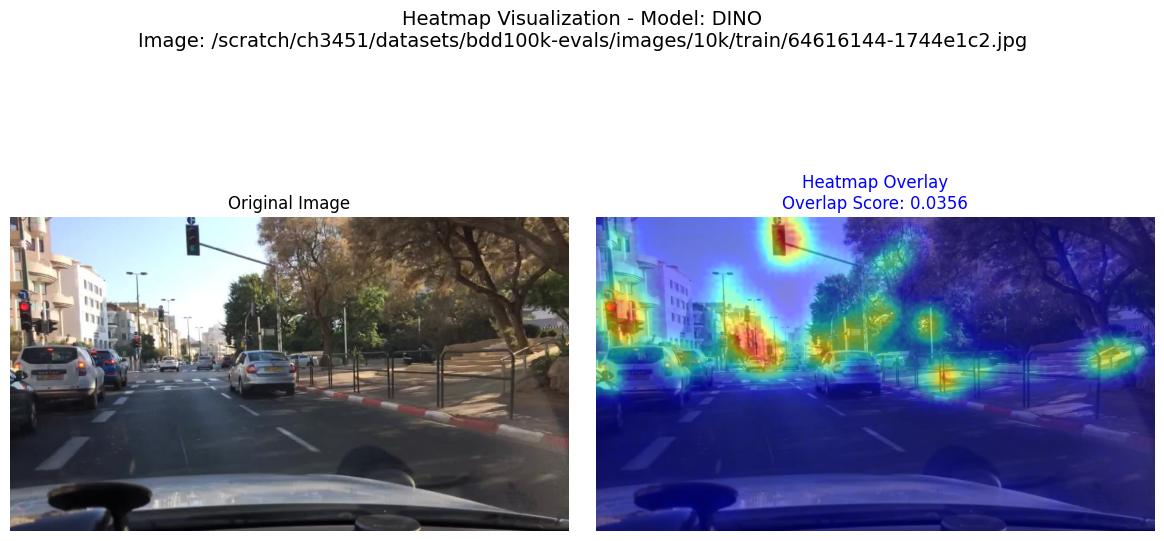 Heatmap Visualization - Model: DINO
Image: /scratch/ch3451/datasets/bdd100k-evals/images/10k/train/64616144-1744e1c2.jpg
Original Image
Heatmap Overlay
Overlap Score: 0.0356